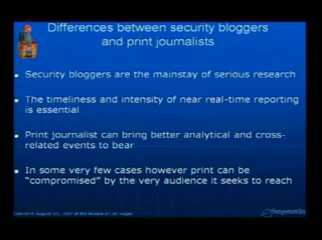 Differences between security bloggers
and print journalists
Security bloggers are the mainstay of serious research
The timeliness and intensity of near real-time reporting
is essential
Print journalist can bring better analytical and cross-
related events to bear
In some very few cases however print can be
"compromised" by the very audience it seeks to reach